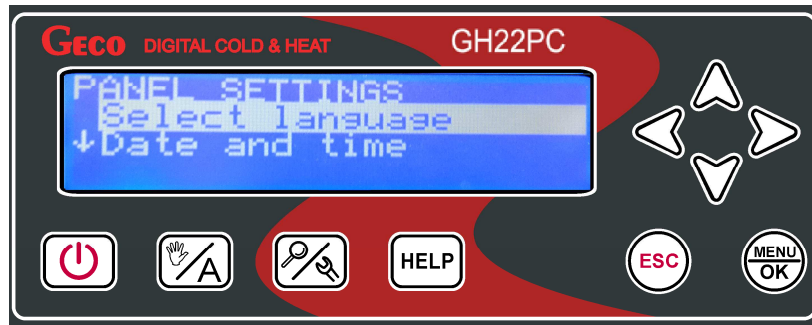 GECO DIGITAL COLD & HEAT
GH22PC
PANEL SETTINGS
Select language
↓Date and time
A
HELP
ESC
MENU
OK